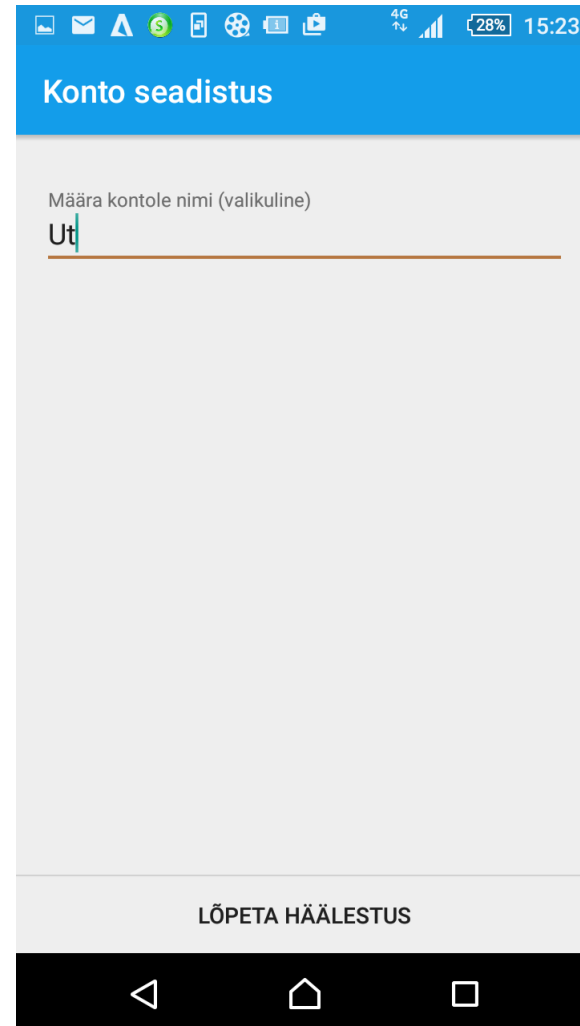 4G 28% 15:23
Konto seadistus
Määra kontole nimi (valikuline)
Ut
LÕPETA HÄÄLESTUS